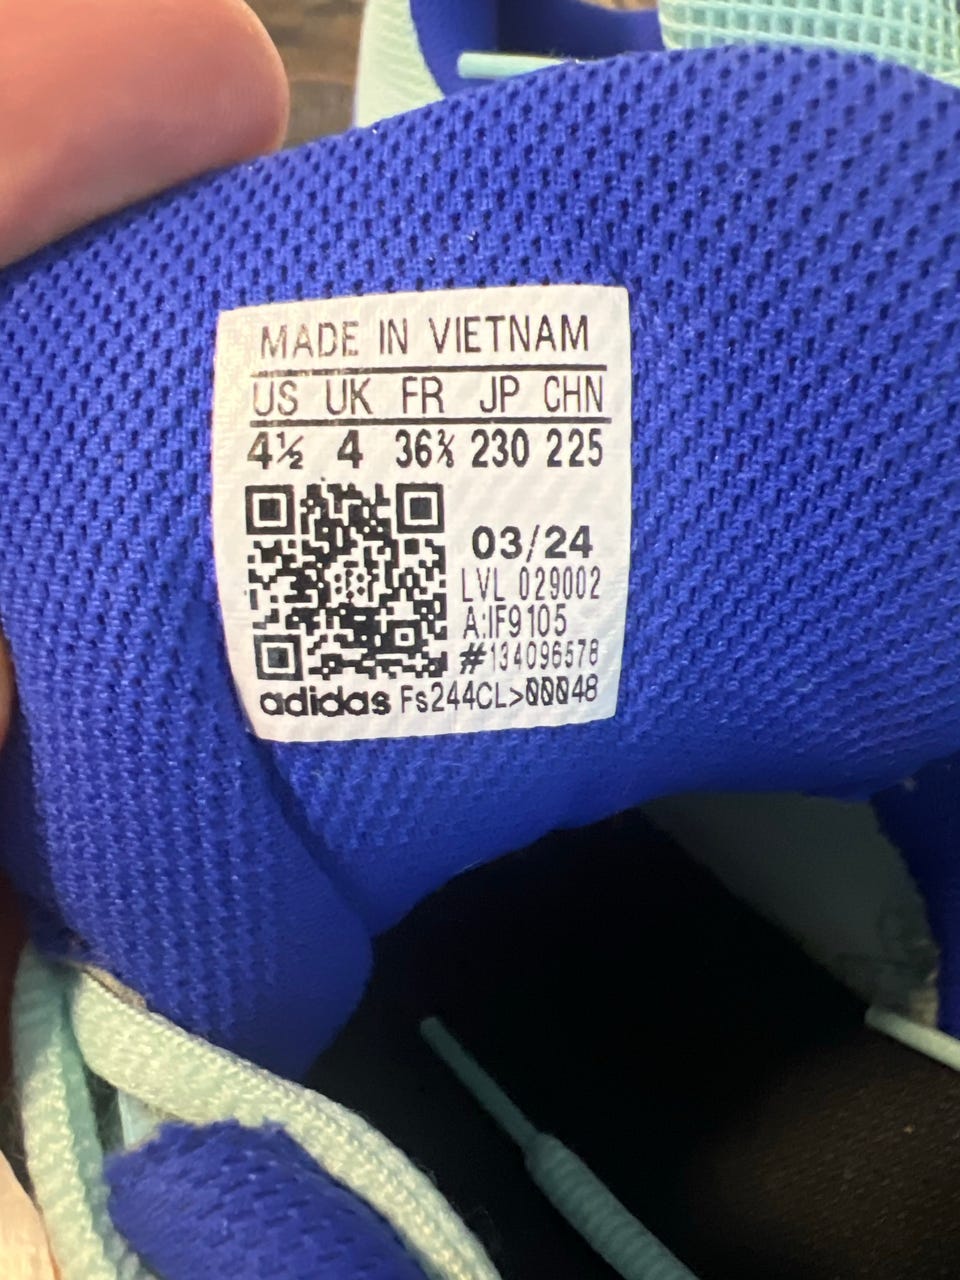 MADE IN VIETNAM
US UK FR JP CHN
4½ 4 36⅔ 230 225
03/24
LVL 029002
A:IF9105
#134096578
adidas Fs244CL>00048